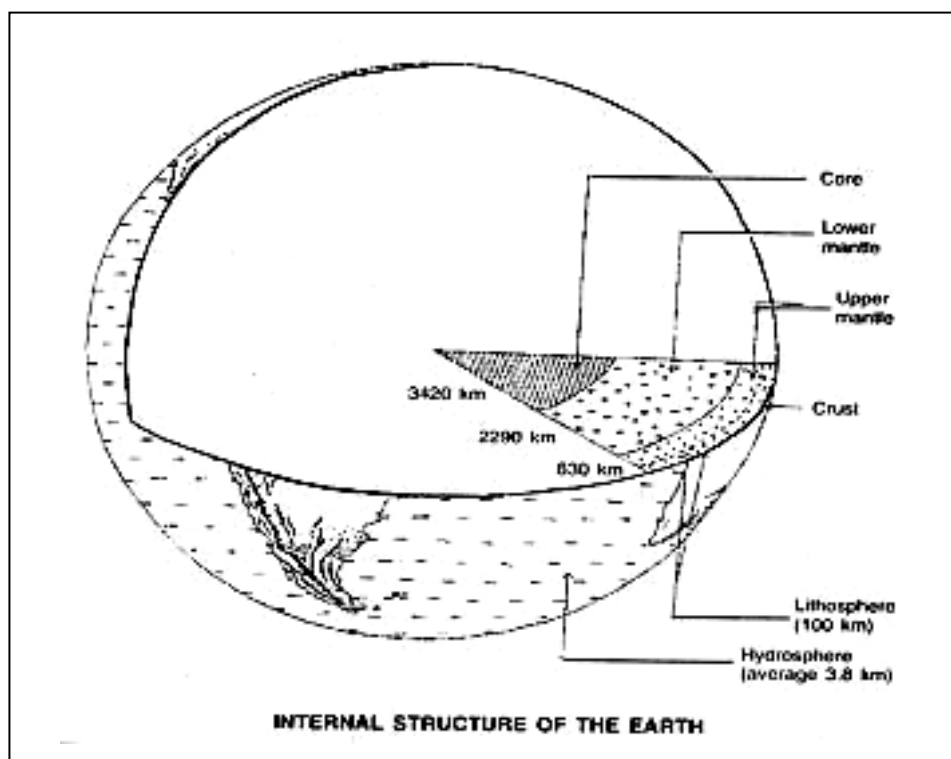 Core
Lower
mantle
Upper
mantle
3420 km
Crust
2290 km
630 km
Lithosphere
(100 km)
Hydrosphere
(average 3.8 km)
INTERNAL STRUCTURE OF THE EARTH